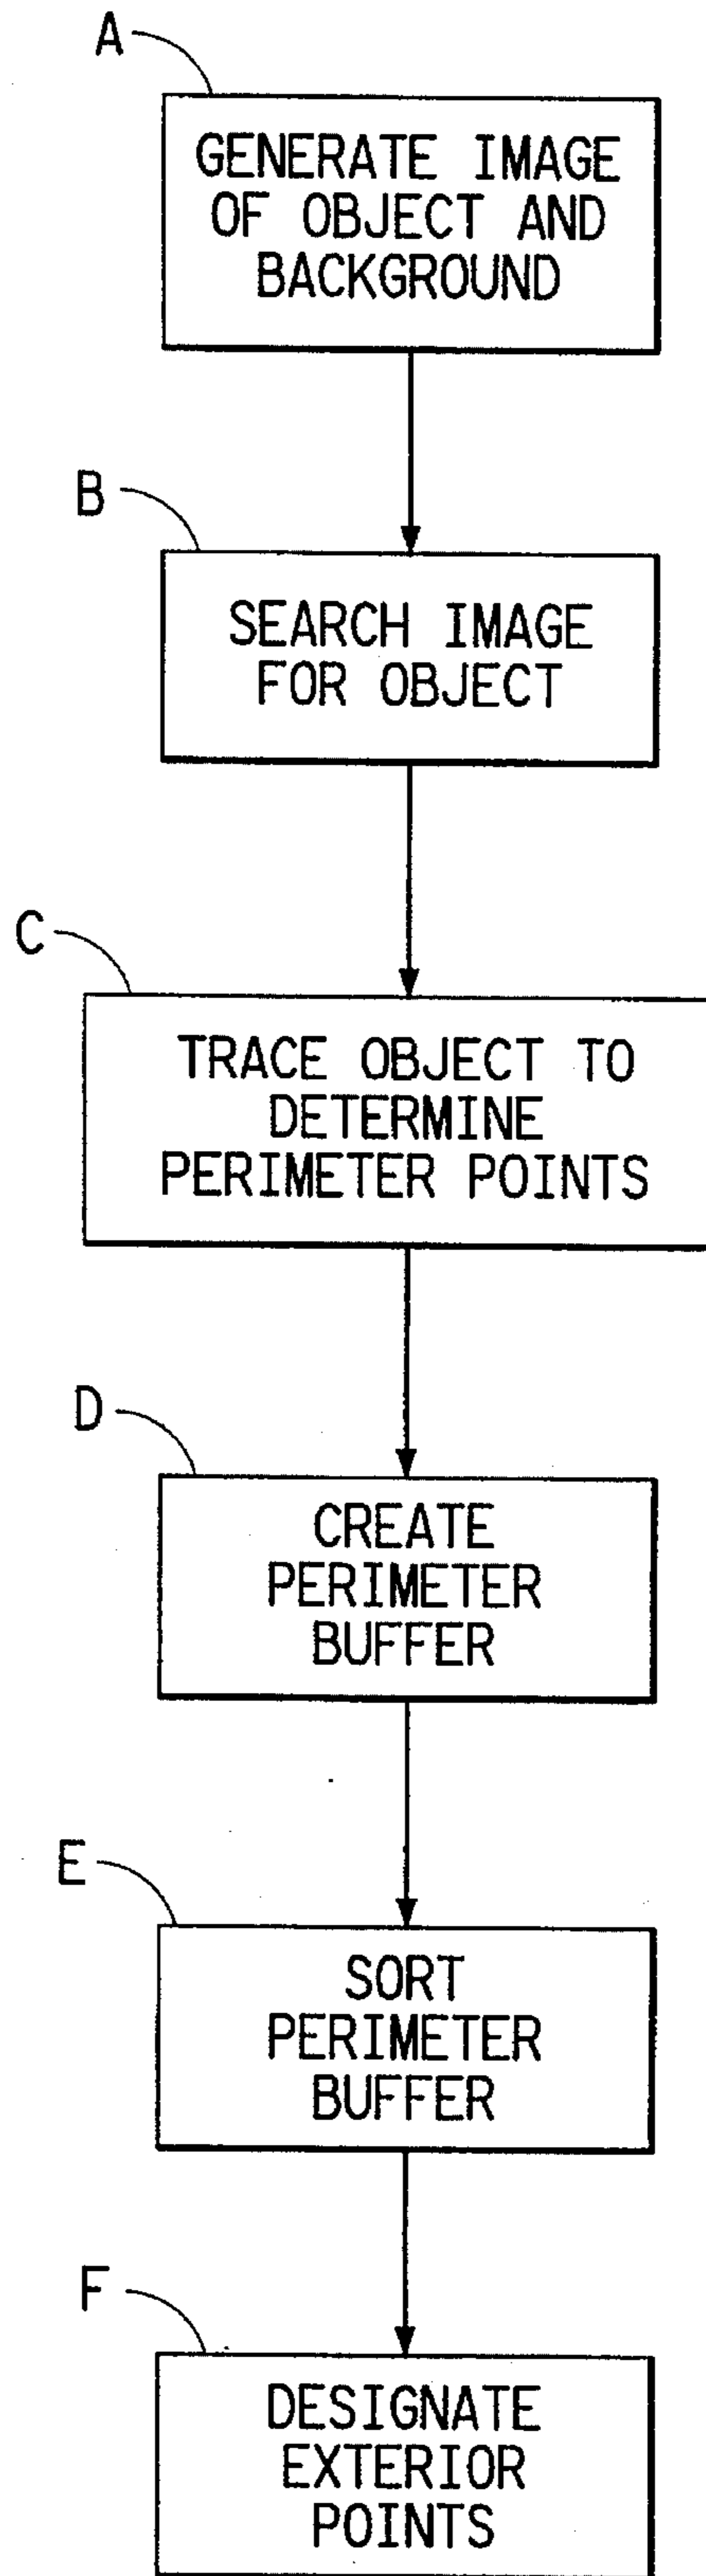 A
GENERATE IMAGE
OF OBJECT AND
BACKGROUND
B
SEARCH IMAGE
FOR OBJECT
C
TRACE OBJECT TO
DETERMINE
PERIMETER POINTS
D
CREATE
PERIMETER
BUFFER
E
SORT
PERIMETER
BUFFER
F
DESIGNATE
EXTERIOR
POINTS